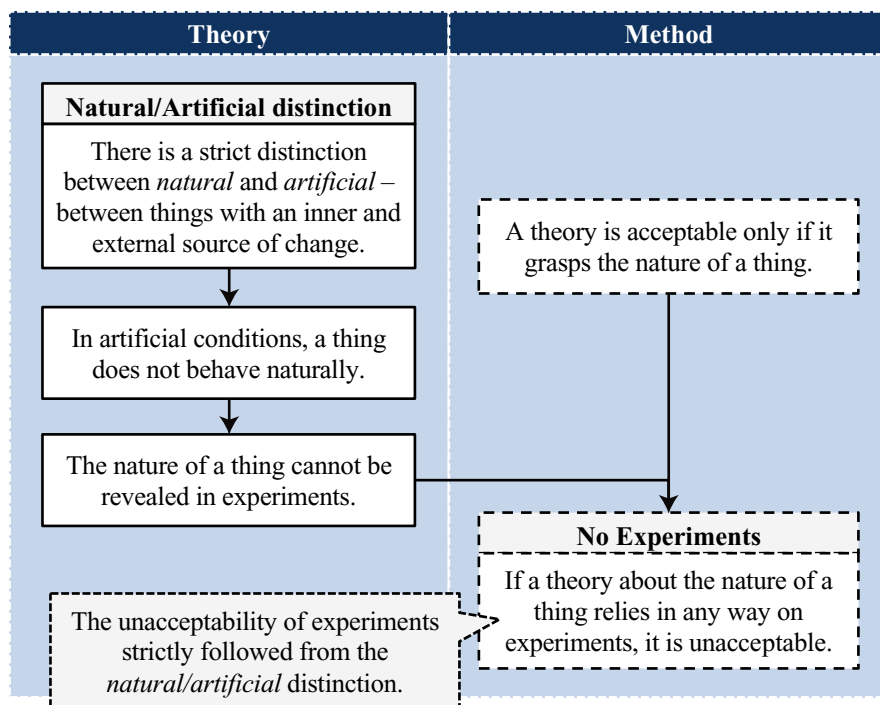 Theory
Method
Natural/Artificial distinction
There is a strict distinction
between natural and artificial –
between things with an inner and
external source of change.
A theory is acceptable only if it
grasps the nature of a thing.
In artificial conditions, a thing
does not behave naturally.
The nature of a thing cannot be
revealed in experiments.
No Experiments
If a theory about the nature of a
thing relies in any way on
experiments, it is unacceptable.
The unacceptability of experiments
strictly followed from the
natural/artificial distinction.